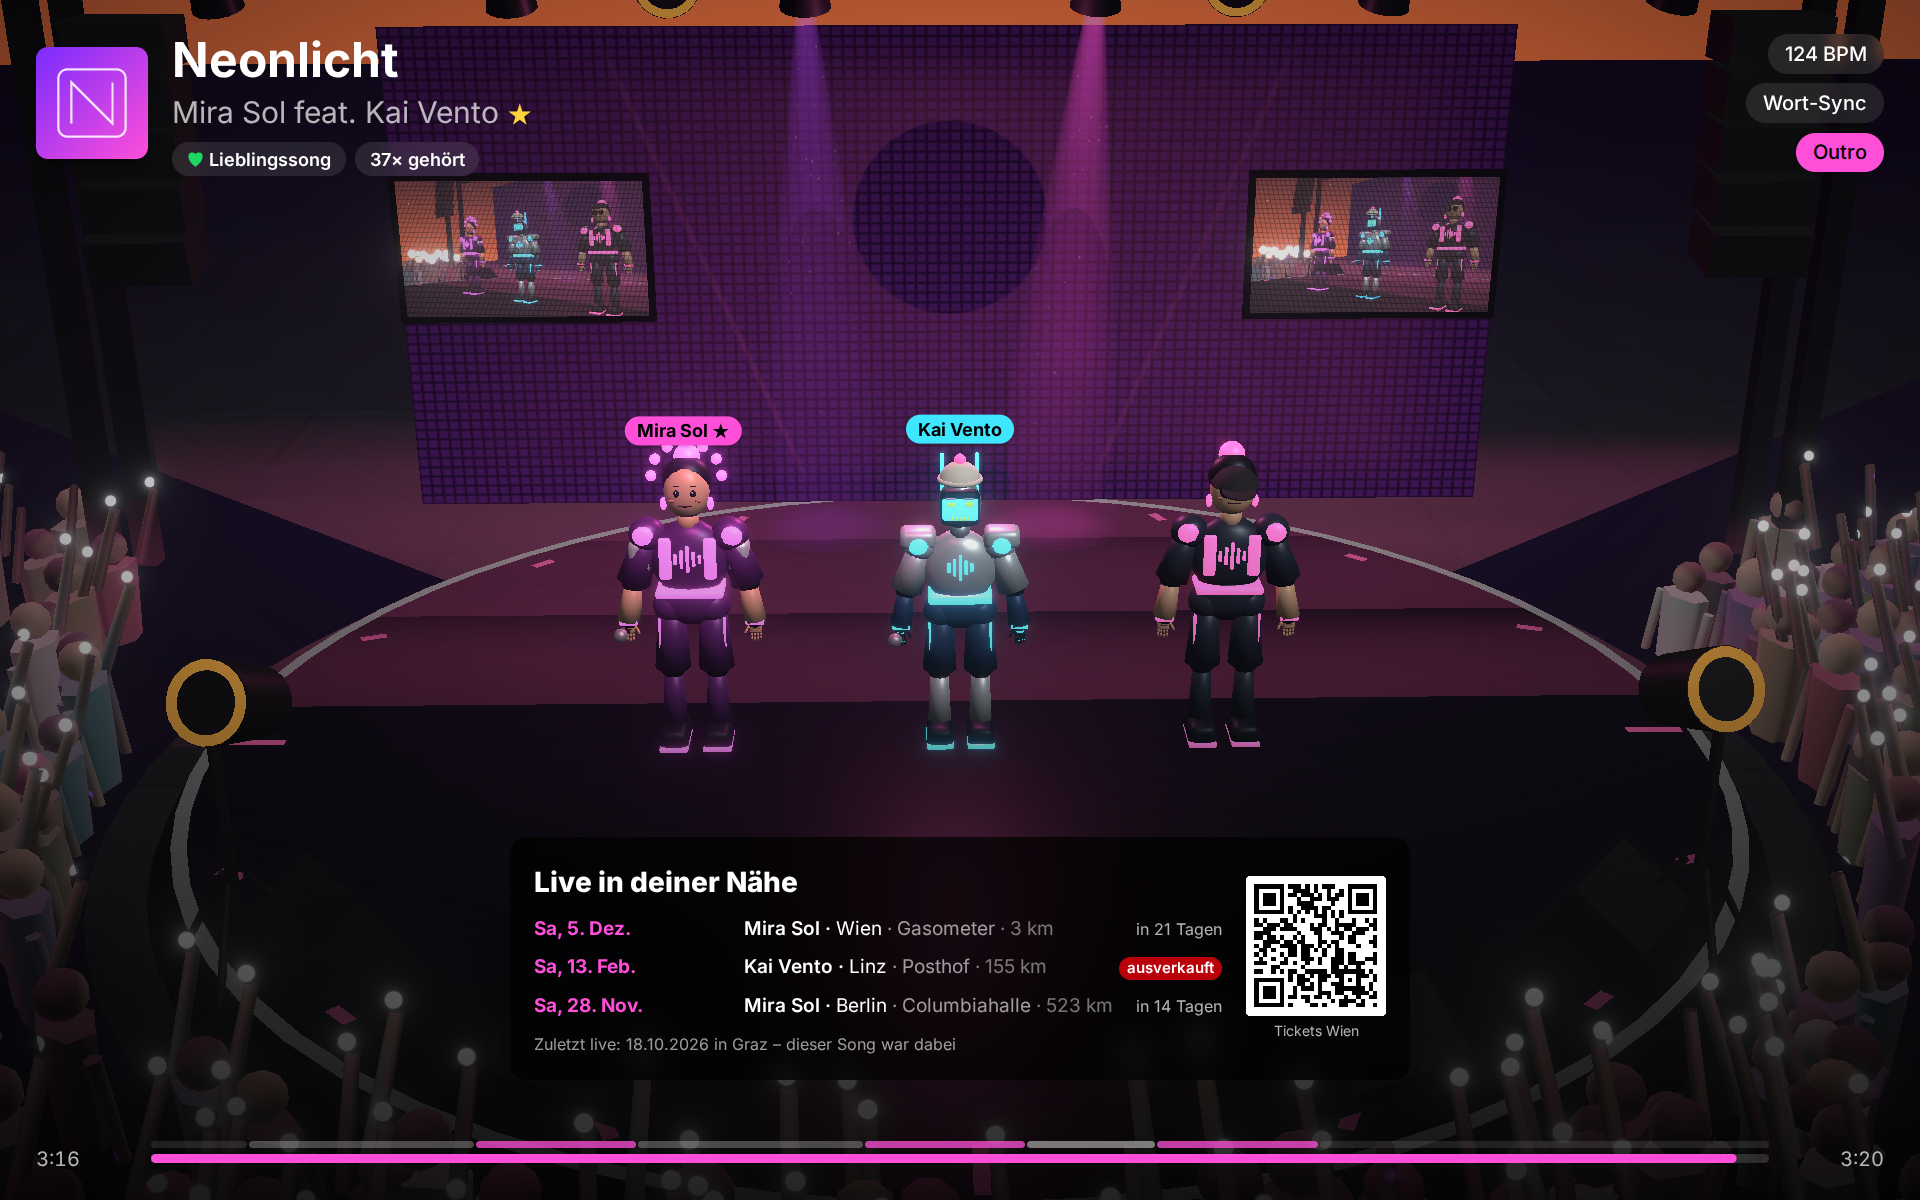 N
Neonlicht
Mira Sol feat. Kai Vento ★
Lieblingssong
37× gehört
124 BPM
Wort-Sync
Outro
Mira Sol ★
Kai Vento
Live in deiner Nähe
Sa, 5. Dez. Mira Sol · Wien · Gasometer · 3 km in 21 Tagen
Sa, 13. Feb. Kai Vento · Linz · Posthof · 155 km ausverkauft
Sa, 28. Nov. Mira Sol · Berlin · Columbiahalle · 523 km in 14 Tagen
Zuletzt live: 18.10.2026 in Graz – dieser Song war dabei
Tickets Wien
3:16
3:20